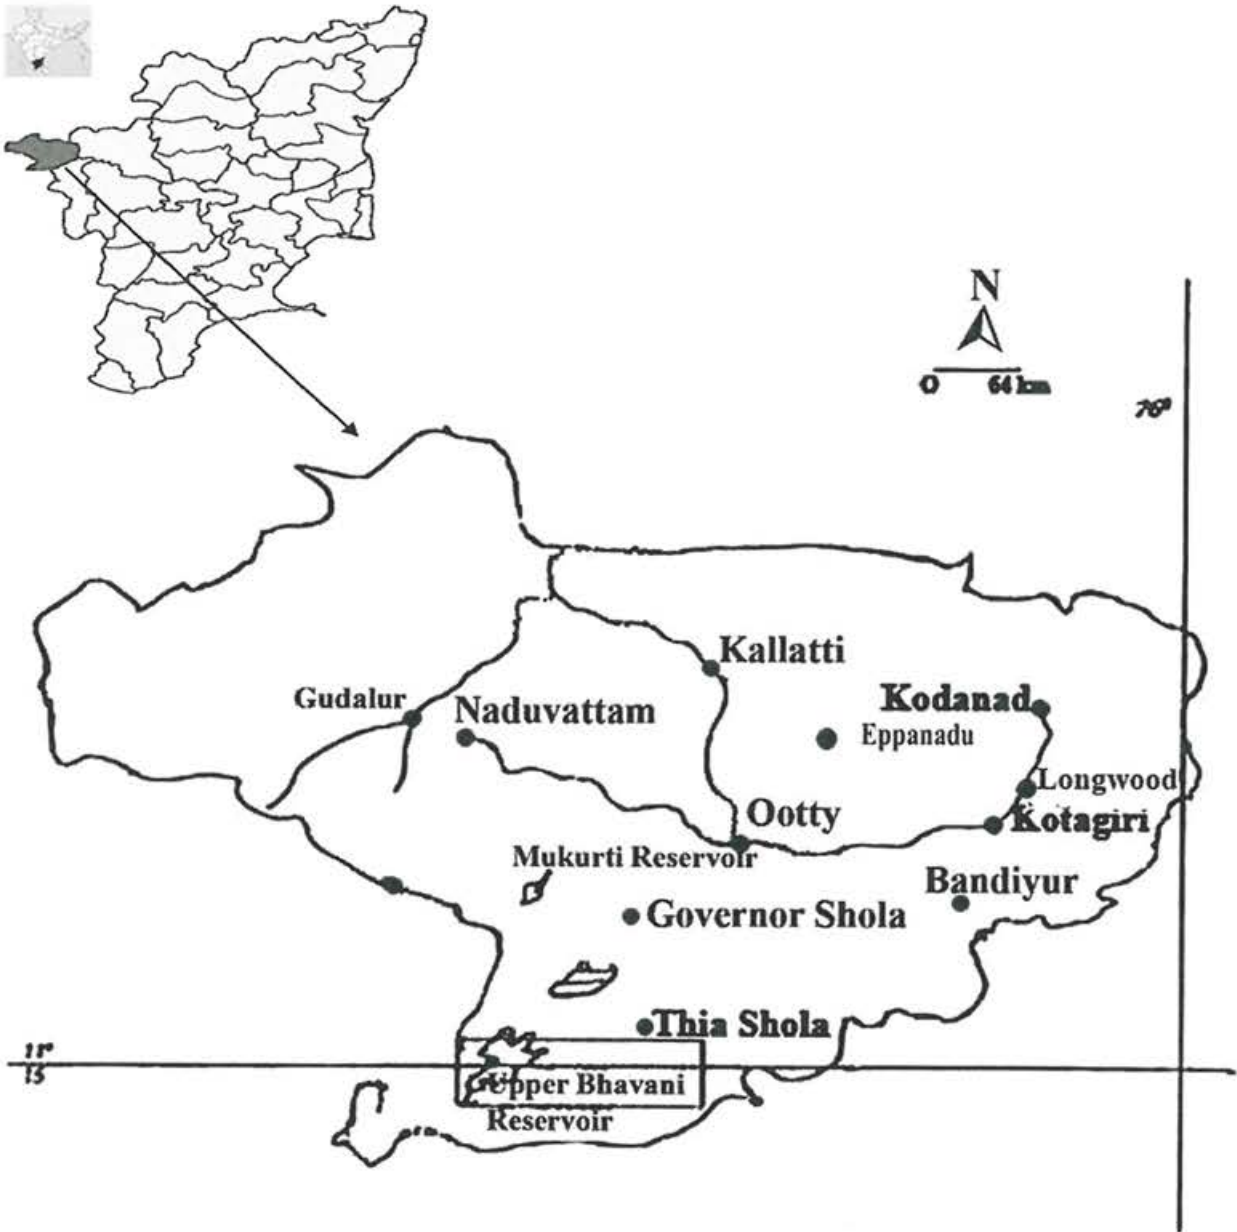 N
0 64 km
76°
Kallatti
Kodanad
Gudalur
Naduvattam
Eppanadu
Longwood
Ootty
Kotagiri
Mukurti Reservoir
Bandiyur
Governor Shola
Thia Shola
11°
15
Upper Bhavani
Reservoir